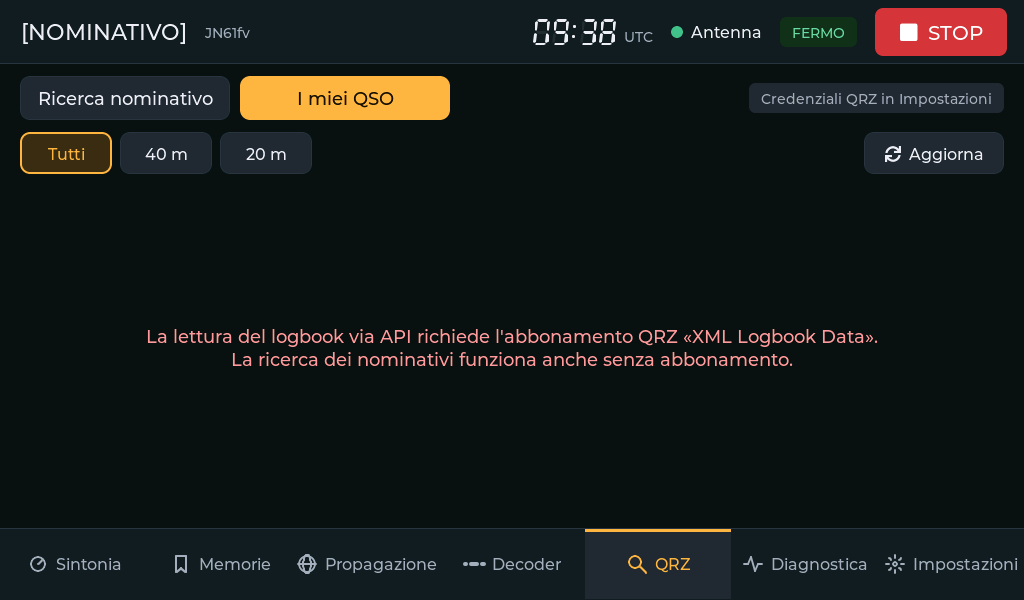 [NOMINATIVO] JN61fv 09:38 UTC Antenna FERMO STOP
Ricerca nominativo I miei QSO Credenziali QRZ in Impostazioni
Tutti 40 m 20 m Aggiorna
La lettura del logbook via API richiede l'abbonamento QRZ «XML Logbook Data».
La ricerca dei nominativi funziona anche senza abbonamento.
Sintonia Memorie Propagazione Decoder QRZ Diagnostica Impostazioni